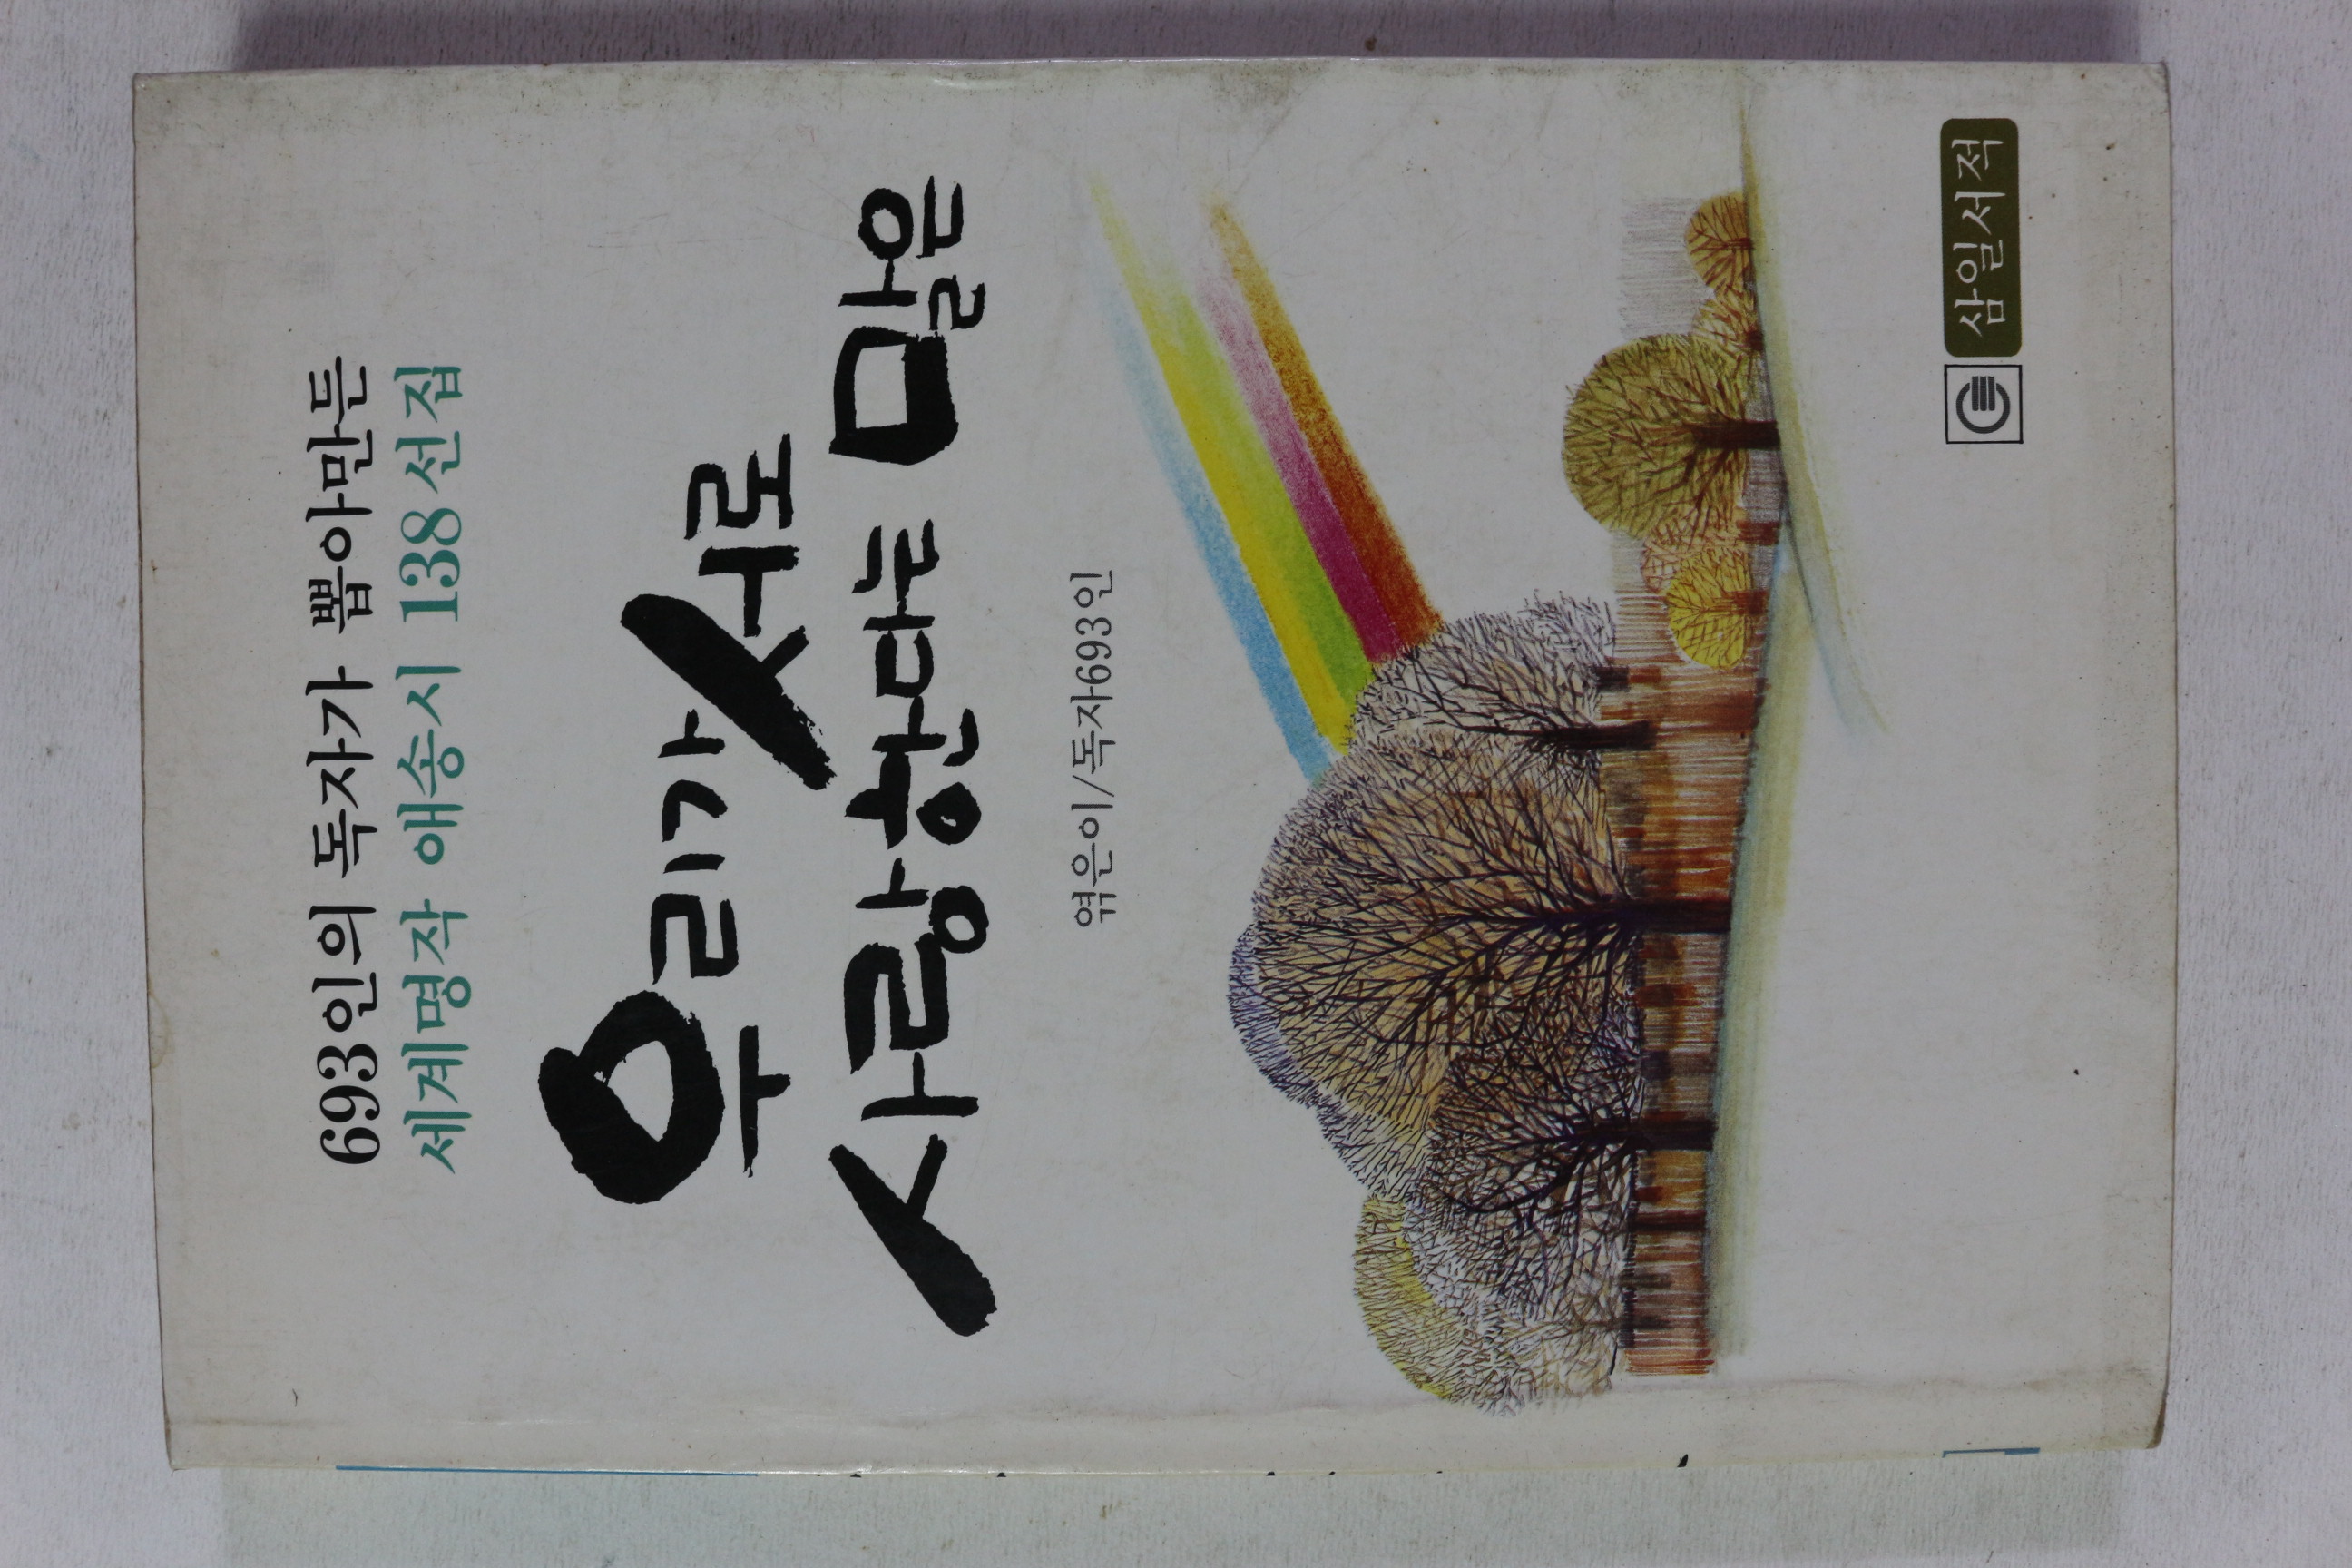 693인의 독자가 뽑아만든
세계명작 애송시 138선집
우리가 서로
사랑한다는 말은
엮은이/독자693인
삼일서적